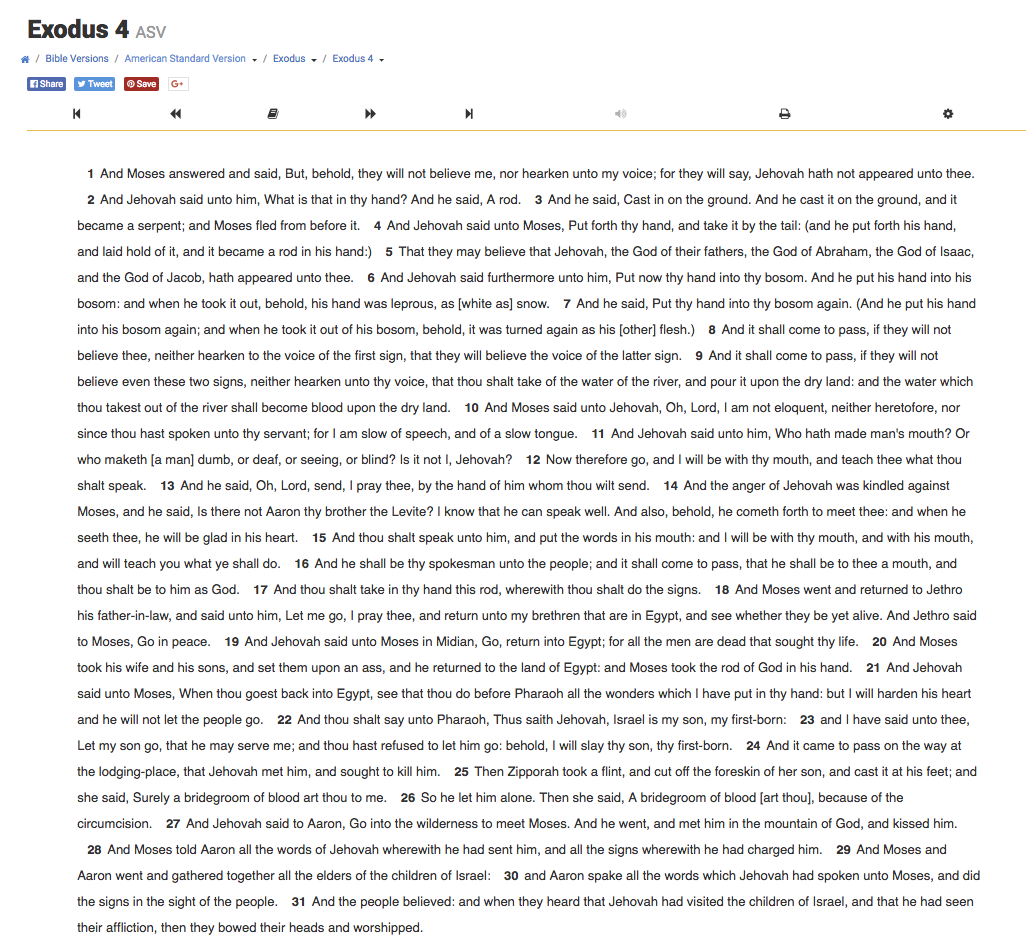 Exodus 4 ASV
/ Bible Versions / American Standard Version / Exodus / Exodus 4
Share Tweet Save G+
1 And Moses answered and said, But, behold, they will not believe me, nor hearken unto my voice; for they will say, Jehovah hath not appeared unto thee.
2 And Jehovah said unto him, What is that in thy hand? And he said, A rod. 3 And he said, Cast in on the ground. And he cast it on the ground, and it
became a serpent; and Moses fled from before it. 4 And Jehovah said unto Moses, Put forth thy hand, and take it by the tail: (and he put forth his hand,
and laid hold of it, and it became a rod in his hand:) 5 That they may believe that Jehovah, the God of their fathers, the God of Abraham, the God of Isaac,
and the God of Jacob, hath appeared unto thee. 6 And Jehovah said furthermore unto him, Put now thy hand into thy bosom. And he put his hand into his
bosom: and when he took it out, behold, his hand was leprous, as [white as] snow. 7 And he said, Put thy hand into thy bosom again. (And he put his hand
into his bosom again; and when he took it out of his bosom, behold, it was turned again as his [other] flesh.) 8 And it shall come to pass, if they will not
believe thee, neither hearken to the voice of the first sign, that they will believe the voice of the latter sign. 9 And it shall come to pass, if they will not
believe even these two signs, neither hearken unto thy voice, that thou shalt take of the water of the river, and pour it upon the dry land: and the water which
thou takest out of the river shall become blood upon the dry land. 10 And Moses said unto Jehovah, Oh, Lord, I am not eloquent, neither heretofore, nor
since thou hast spoken unto thy servant; for I am slow of speech, and of a slow tongue. 11 And Jehovah said unto him, Who hath made man's mouth? Or
who maketh [a man] dumb, or deaf, or seeing, or blind? Is it not I, Jehovah? 12 Now therefore go, and I will be with thy mouth, and teach thee what thou
shalt speak. 13 And he said, Oh, Lord, send, I pray thee, by the hand of him whom thou wilt send. 14 And the anger of Jehovah was kindled against
Moses, and he said, Is there not Aaron thy brother the Levite? I know that he can speak well. And also, behold, he cometh forth to meet thee: and when he
seeth thee, he will be glad in his heart. 15 And thou shalt speak unto him, and put the words in his mouth: and I will be with thy mouth, and with his mouth,
and will teach you what ye shall do. 16 And he shall be thy spokesman unto the people; and it shall come to pass, that he shall be to thee a mouth, and
thou shalt be to him as God. 17 And thou shalt take in thy hand this rod, wherewith thou shalt do the signs. 18 And Moses went and returned to Jethro
his father-in-law, and said unto him, Let me go, I pray thee, and return unto my brethren that are in Egypt, and see whether they be yet alive. And Jethro said
to Moses, Go in peace. 19 And Jehovah said unto Moses in Midian, Go, return into Egypt; for all the men are dead that sought thy life. 20 And Moses
took his wife and his sons, and set them upon an ass, and he returned to the land of Egypt: and Moses took the rod of God in his hand. 21 And Jehovah
said unto Moses, When thou goest back into Egypt, see that thou do before Pharaoh all the wonders which I have put in thy hand: but I will harden his heart
and he will not let the people go. 22 And thou shalt say unto Pharaoh, Thus saith Jehovah, Israel is my son, my first-born: 23 and I have said unto thee,
Let my son go, that he may serve me; and thou hast refused to let him go: behold, I will slay thy son, thy first-born. 24 And it came to pass on the way at
the lodging-place, that Jehovah met him, and sought to kill him. 25 Then Zipporah took a flint, and cut off the foreskin of her son, and cast it at his feet; and
she said, Surely a bridegroom of blood art thou to me. 26 So he let him alone. Then she said, A bridegroom of blood [art thou], because of the
circumcision. 27 And Jehovah said to Aaron, Go into the wilderness to meet Moses. And he went, and met him in the mountain of God, and kissed him.
28 And Moses told Aaron all the words of Jehovah wherewith he had sent him, and all the signs wherewith he had charged him. 29 And Moses and
Aaron went and gathered together all the elders of the children of Israel: 30 and Aaron spake all the words which Jehovah had spoken unto Moses, and did
the signs in the sight of the people. 31 And the people believed: and when they heard that Jehovah had visited the children of Israel, and that he had seen
their affliction, then they bowed their heads and worshipped.